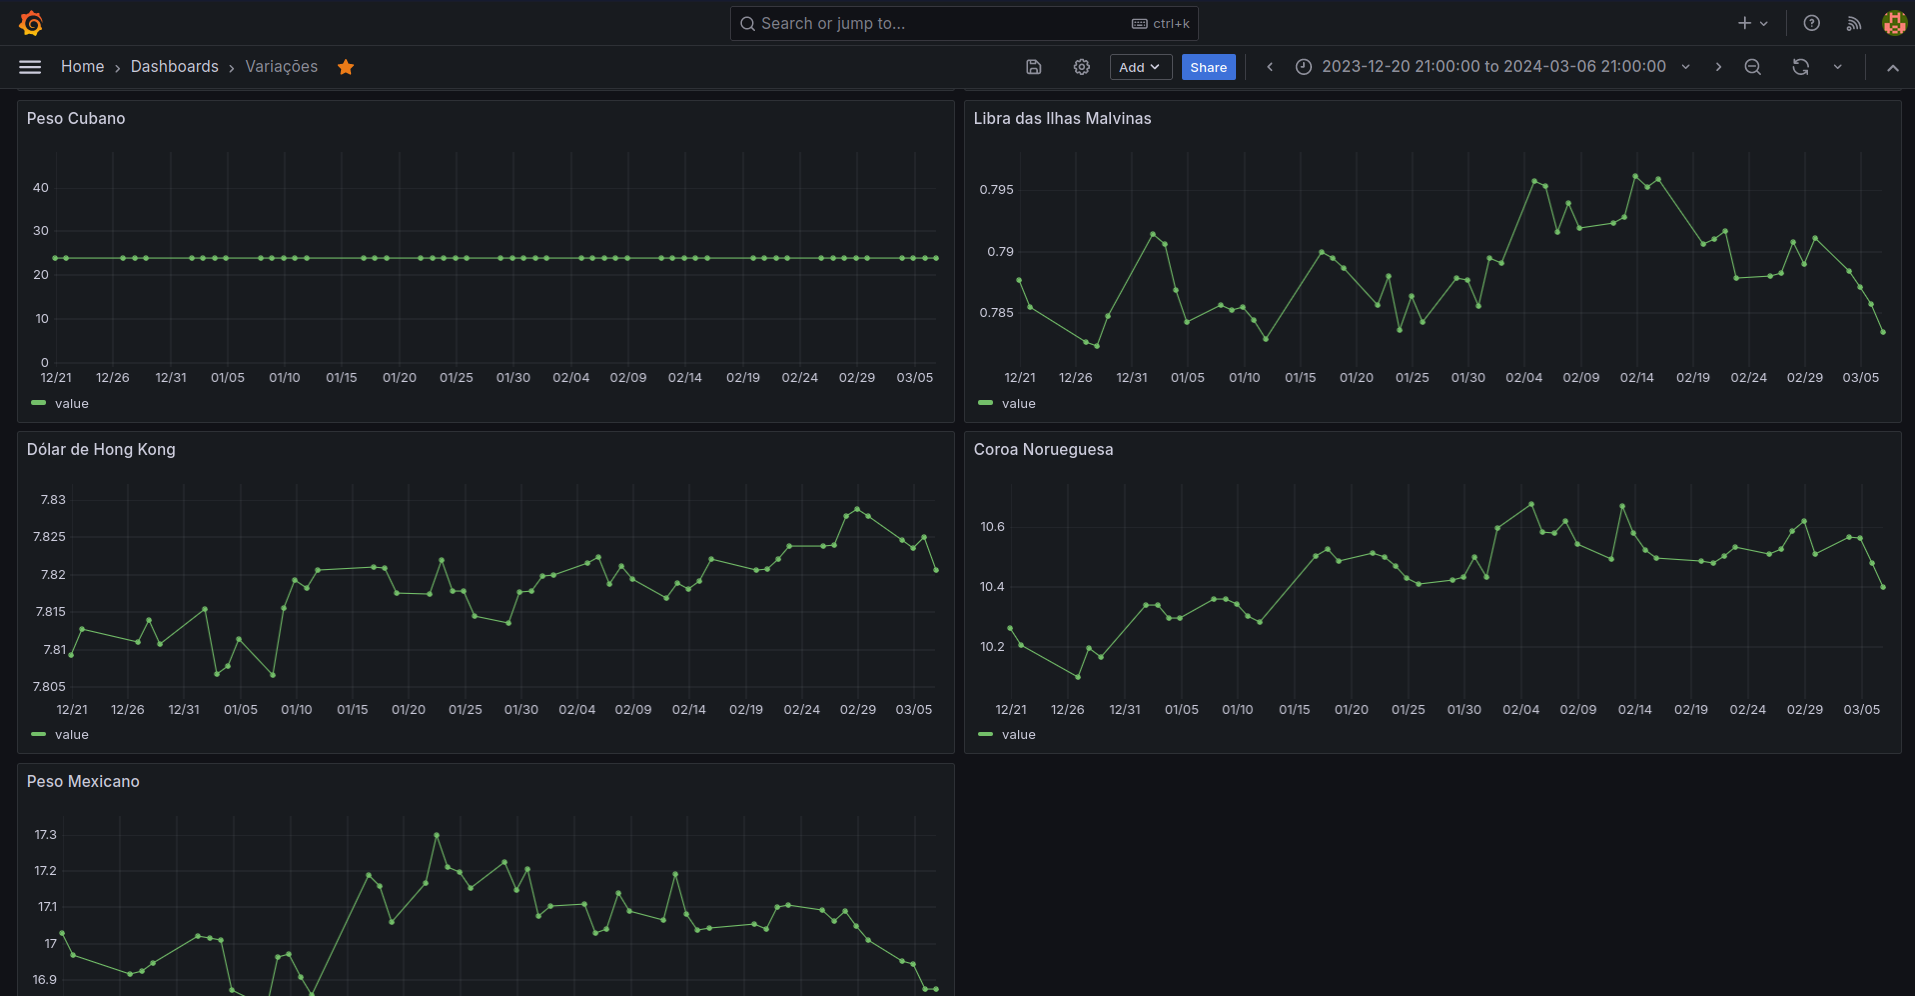 Search or jump to...
ctrl+k
Home › Dashboards › Variações
Add
Share
2023-12-20 21:00:00 to 2024-03-06 21:00:00
Peso Cubano
40
30
20
10
0
12/21 12/26 12/31 01/05 01/10 01/15 01/20 01/25 01/30 02/04 02/09 02/14 02/19 02/24 02/29 03/05
value
Libra das Ilhas Malvinas
0.795
0.79
0.785
12/21 12/26 12/31 01/05 01/10 01/15 01/20 01/25 01/30 02/04 02/09 02/14 02/19 02/24 02/29 03/05
value
Dólar de Hong Kong
7.83
7.825
7.82
7.815
7.81
7.805
12/21 12/26 12/31 01/05 01/10 01/15 01/20 01/25 01/30 02/04 02/09 02/14 02/19 02/24 02/29 03/05
value
Coroa Norueguesa
10.6
10.4
10.2
12/21 12/26 12/31 01/05 01/10 01/15 01/20 01/25 01/30 02/04 02/09 02/14 02/19 02/24 02/29 03/05
value
Peso Mexicano
17.3
17.2
17.1
17
16.9